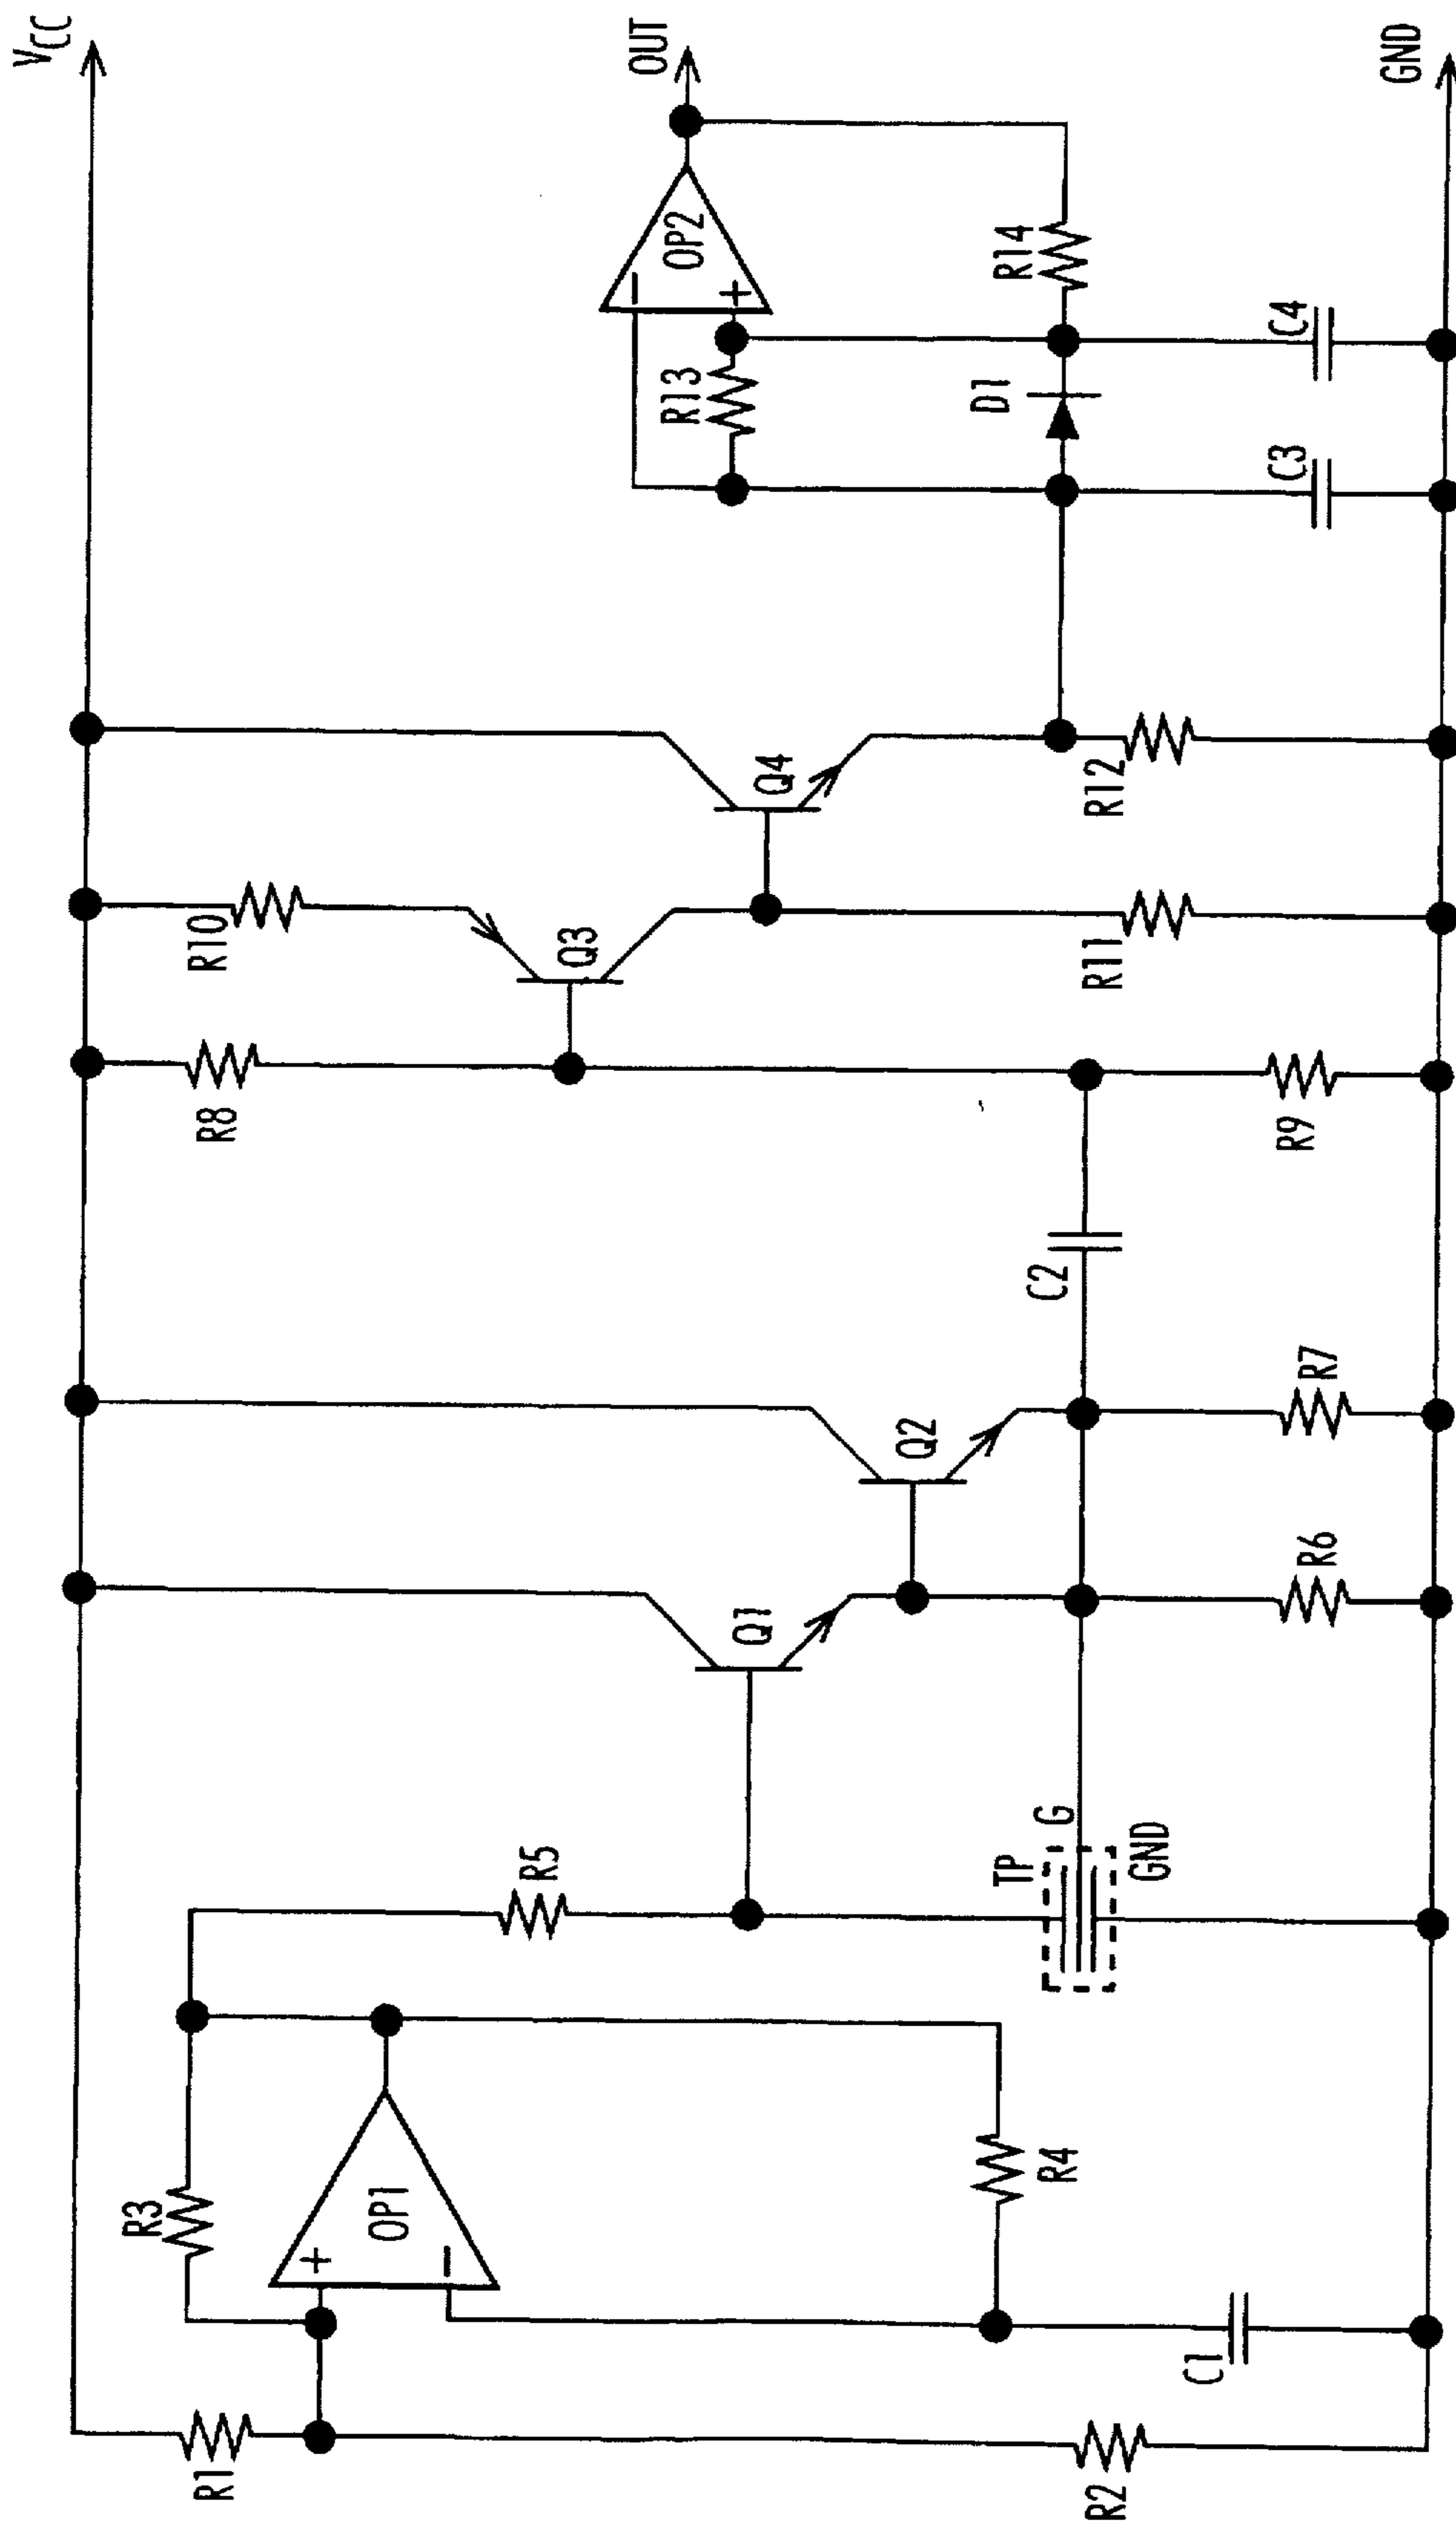 VCC
OUT
GND
OP2
−
+
R13
R14
D1
C3
C4
Q4
R12
R10
Q3
R11
R8
R9
C2
Q2
R7
Q1
R6
R5
TP
G
GND
R3
OP1
+
−
R4
C1
R1
R2